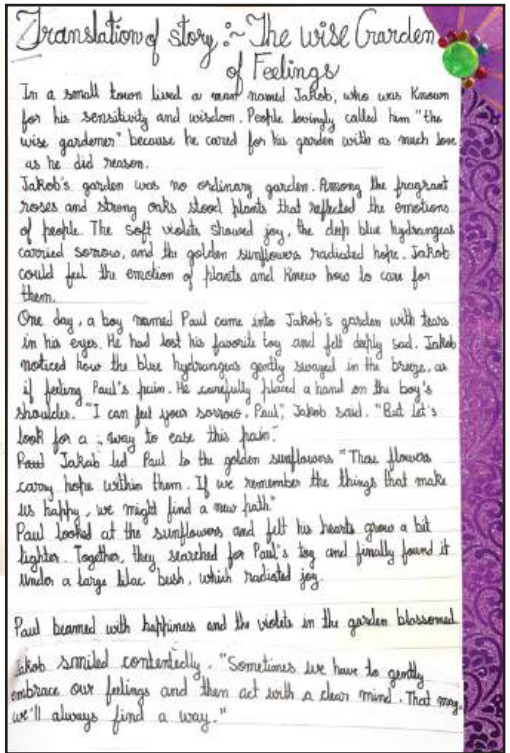 Translation of story :~ The wise Garden
of Feelings
In a small town lived a man named Jakob, who was known
for his sensitivity and wisdom. People lovingly called him "the
wise gardener" because he cared for his garden with as much love
as he did reason.
Jakob's garden was no ordinary garden. Among the fragrant
roses and strong oaks stood plants that reflected the emotions
of people. The soft violets showed joy, the deep blue hydrangeas
carried sorrow, and the golden sunflowers radiated hope. Jakob
could feel the emotion of plants and knew how to care for
them.
One day, a boy named Paul came into Jakob's garden with tears
in his eyes. He had lost his favorite toy and felt deeply sad. Jakob
noticed how the blue hydrangeas gently swayed in the breeze, as
if feeling Paul's pain. He carefully placed a hand on the boy's
shoulder. "I can feel your sorrow, Paul", Jakob said. "But let's
look for a ; way to ease this pain."
Paud Jakab led Paul to the golden sunflowers "These flowers
carry hope within them. If we remember the things that make
us happy, we might find a new path"
Paul looked at the sunflowers and felt his hearts grow a bit
lighter. Together, they searched for Paul's toy and finally found it
under a large lilac bush, which radiated joy.
Paul beamed with happiness and the violets in the garden blossomed.
Jakob smiled contentedly. "Sometimes we have to gently
embrace our feelings and then act with a clear mind. That way,
we'll always find a way."